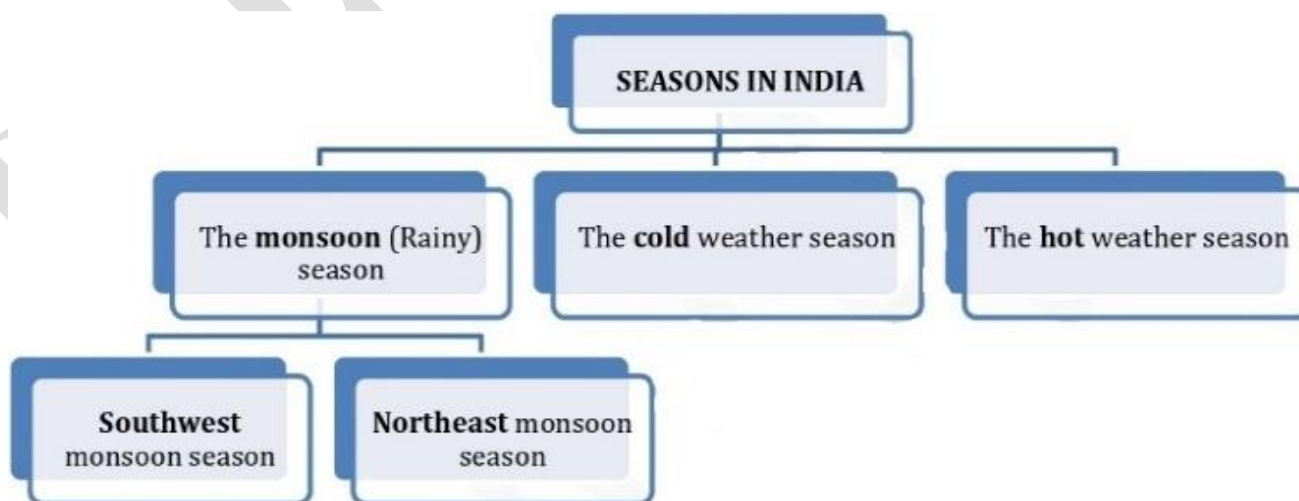 SEASONS IN INDIA
The monsoon (Rainy)
season
The cold weather season
The hot weather season
Southwest
monsoon season
Northeast monsoon
season